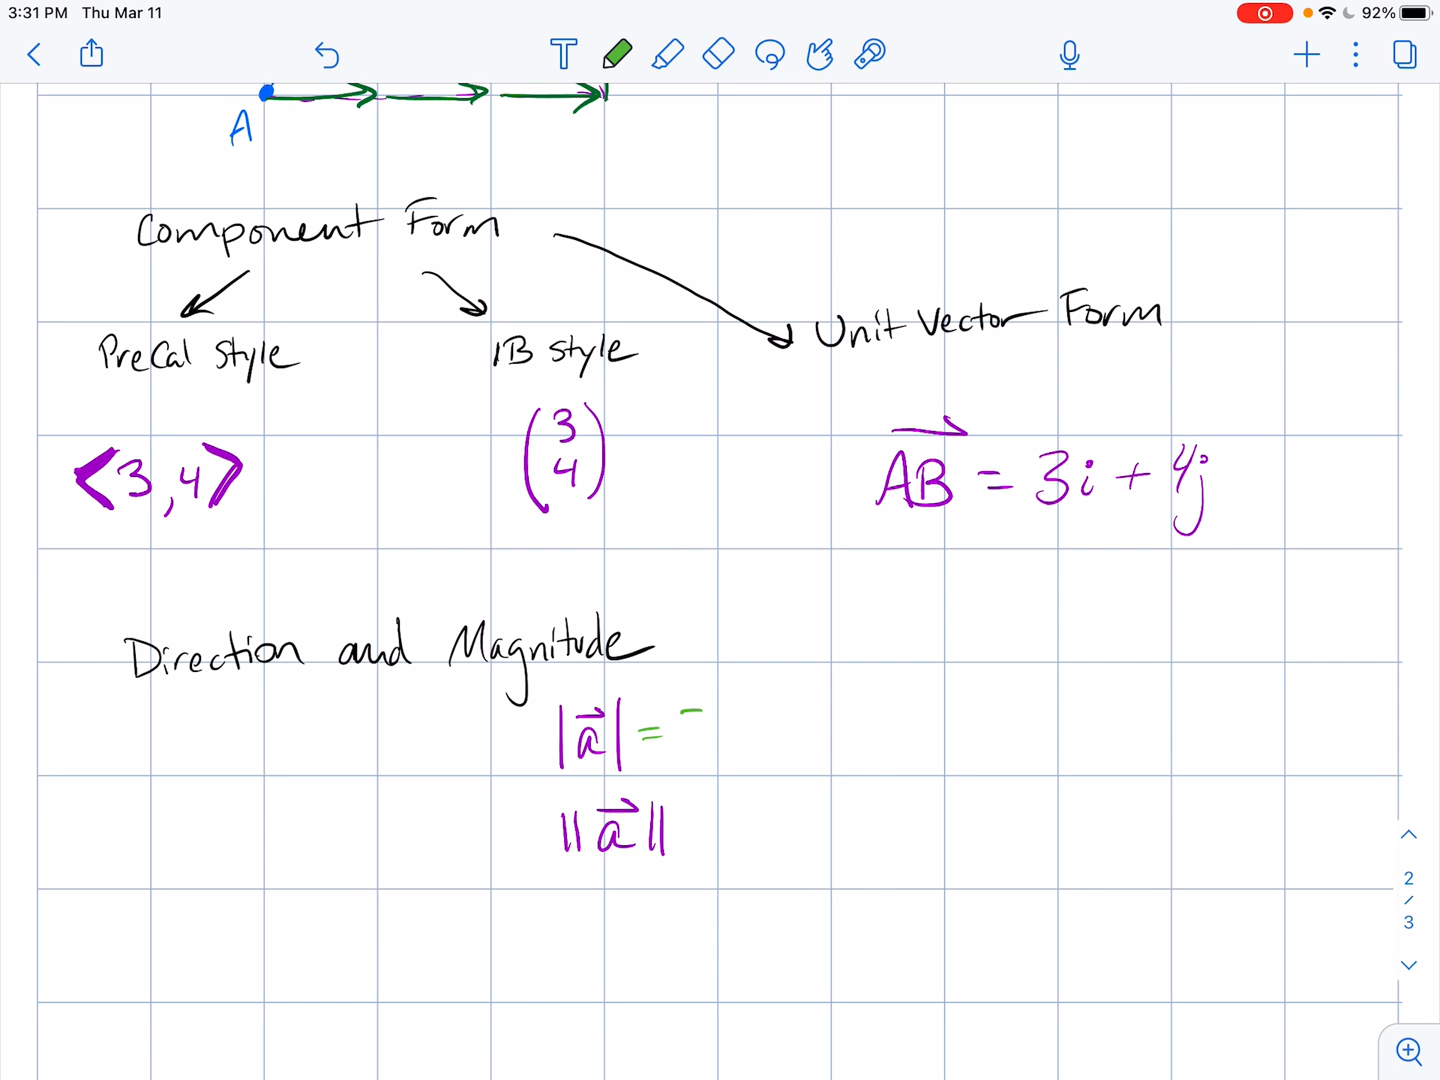 3:31 PM Thu Mar 11
92%
T
A
Component Form
PreCal Style
IB style
Unit Vector Form
<3,4>
(3
4)
AB = 3i + 4j
Direction and Magnitude
|a| =
||a||
2
/
3